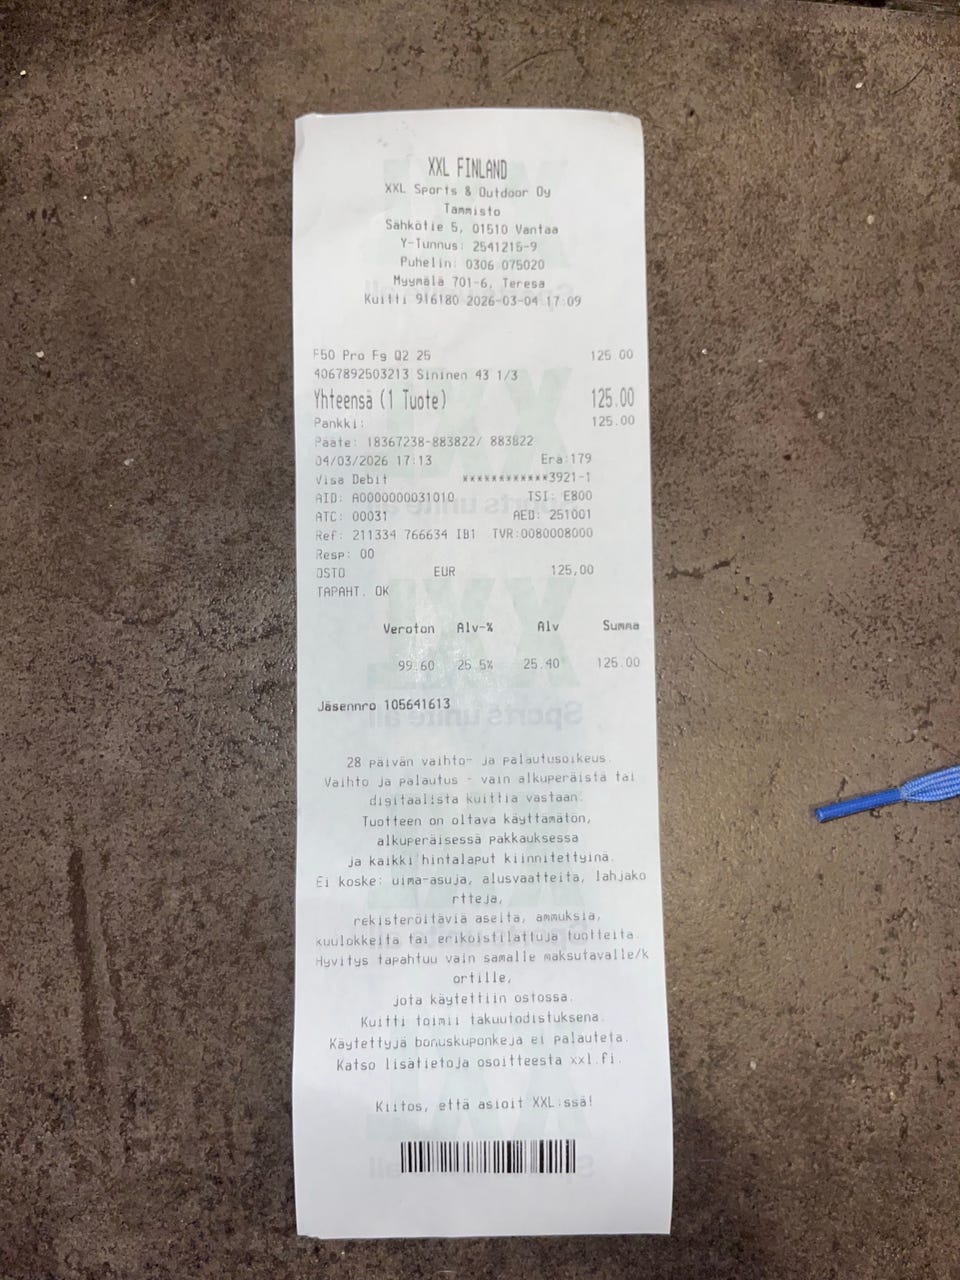 XXL FINLAND
XXL Sports & Outdoor Oy
Tammisto
Sähkötie 5, 01510 Vantaa
Y-Tunnus: 2541215-9
Puhelin: 0306 075020
Myymälä 701-6, Teresa
Kuitti 916180 2026-03-04 17:09
F50 Pro Fg Q2 25 125.00
4067892503213 Sininen 43 1/3
Yhteensä (1 Tuote) 125.00
Pankki: 125.00
Pääte: 18367238-883822/ 883822
04/03/2026 17:13 Erä:179
Visa Debit ************3921-1
AID: A0000000031010 TSI: E800
ATC: 00031 AED: 251001
Ref: 211334 766634 IB1 TVR:0080008000
Resp: 00
OSTO EUR 125,00
TAPAHT. OK
Veroton Alv-% Alv Summa
99.60 25.5% 25.40 125.00
Jäsennro 105641613
28 päivän vaihto- ja palautusoikeus.
Vaihto ja palautus - vain alkuperäistä tai
digitaalista kuittia vastaan.
Tuotteen on oltava käyttämätön,
alkuperäisessä pakkauksessa
ja kaikki hintalaput kiinnitettyinä.
Ei koske: uima-asuja, alusvaatteita, lahjako
rtteja,
rekisteröitäviä aseita, ammuksia,
kuulokkeita tai erikoistilattuja tuotteita.
Hyvitys tapahtuu vain samalle maksutavalle/k
ortille,
jota käytettiin ostossa.
Kuitti toimii takuutodistuksena.
Käytettyjä bonuskuponkeja ei palauteta.
Katso lisätietoja osoitteesta xxl.fi.
Kiitos, että asioit XXL:ssä!